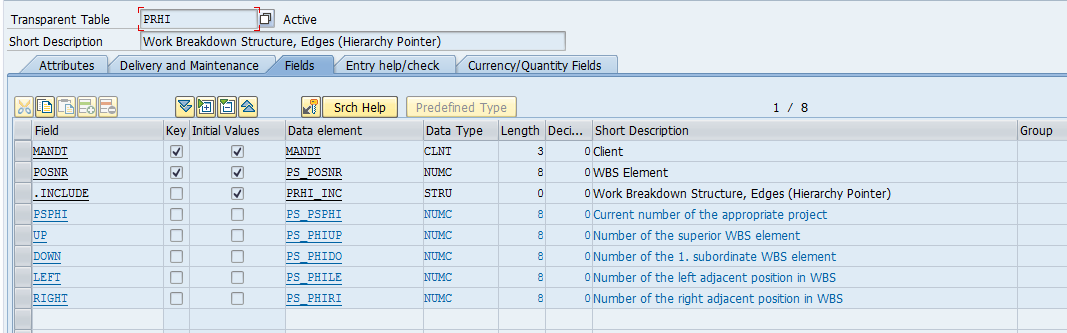 Transparent Table PRHI Active
Short Description Work Breakdown Structure, Edges (Hierarchy Pointer)
Attributes Delivery and Maintenance Fields Entry help/check Currency/Quantity Fields
Srch Help Predefined Type 1 / 8
Field Key Initial Values Data element Data Type Length Deci... Short Description Group
MANDT MANDT CLNT 3 0 Client
POSNR PS_POSNR NUMC 8 0 WBS Element
.INCLUDE PRHI_INC STRU 0 0 Work Breakdown Structure, Edges (Hierarchy Pointer)
PSPHI PS_PSPHI NUMC 8 0 Current number of the appropriate project
UP PS_PHIUP NUMC 8 0 Number of the superior WBS element
DOWN PS_PHIDO NUMC 8 0 Number of the 1. subordinate WBS element
LEFT PS_PHILE NUMC 8 0 Number of the left adjacent position in WBS
RIGHT PS_PHIRI NUMC 8 0 Number of the right adjacent position in WBS